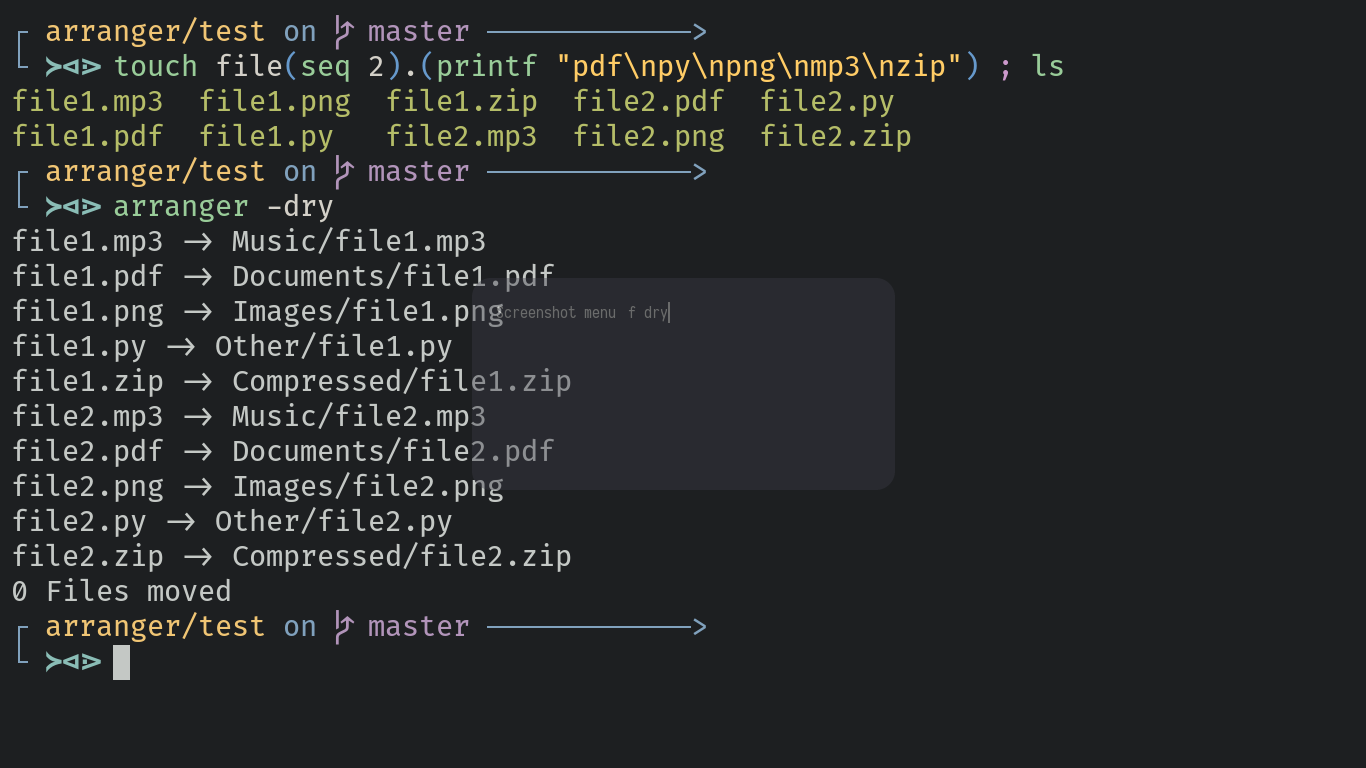 arranger/test on master ────────────>
⋟⋖⋗ touch file(seq 2).(printf "pdf\npy\npng\nmp3\nzip") ; ls
file1.mp3  file1.png  file1.zip  file2.pdf  file2.py
file1.pdf  file1.py   file2.mp3  file2.png  file2.zip
arranger/test on master ────────────>
⋟⋖⋗ arranger -dry
file1.mp3 -> Music/file1.mp3
file1.pdf -> Documents/file1.pdf
file1.png -> Images/file1.png
Screenshot menu  f dry
file1.py -> Other/file1.py
file1.zip -> Compressed/file1.zip
file2.mp3 -> Music/file2.mp3
file2.pdf -> Documents/file2.pdf
file2.png -> Images/file2.png
file2.py -> Other/file2.py
file2.zip -> Compressed/file2.zip
0 Files moved
arranger/test on master ────────────>
⋟⋖⋗